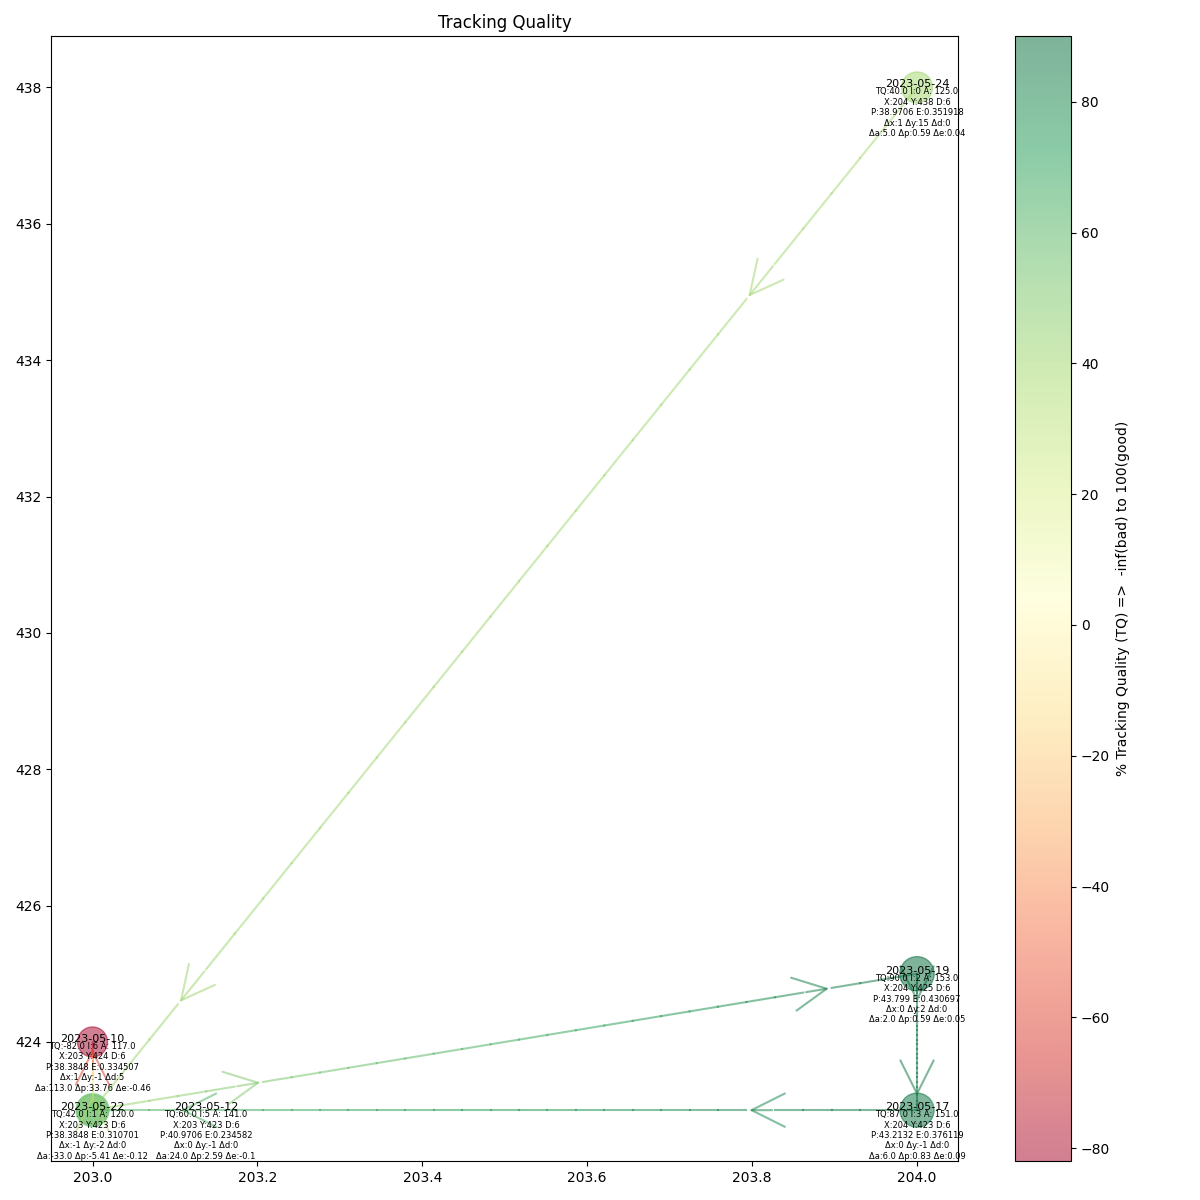 Tracking Quality
438
436
434
432
430
428
426
424
203.0
203.2
203.4
203.6
203.8
204.0
2023-05-24
TQ:40.0 I:0 A: 125.0
X:204 Y:438 D:6
P:38.9706 E:0.351918
Δx:1 Δy:15 Δd:0
Δa:5.0 Δp:0.59 Δe:0.04
2023-05-19
TQ:90.0 I:2 A: 153.0
X:204 Y:425 D:6
P:43.799 E:0.430697
Δx:0 Δy:2 Δd:0
Δa:2.0 Δp:0.59 Δe:0.05
2023-05-10
TQ:-82.0 I:6 A: 117.0
X:203 Y:424 D:6
P:38.3848 E:0.334507
Δx:1 Δy:-1 Δd:5
Δa:113.0 Δp:33.76 Δe:-0.46
2023-05-22
TQ:42.0 I:1 A: 120.0
X:203 Y:423 D:6
P:38.3848 E:0.310701
Δx:-1 Δy:-2 Δd:0
Δa:-33.0 Δp:-5.41 Δe:-0.12
2023-05-12
TQ:60.0 I:5 A: 141.0
X:203 Y:423 D:6
P:40.9706 E:0.234582
Δx:0 Δy:-1 Δd:0
Δa:24.0 Δp:2.59 Δe:-0.1
2023-05-17
TQ:87.0 I:3 A: 151.0
X:204 Y:423 D:6
P:43.2132 E:0.376119
Δx:0 Δy:-1 Δd:0
Δa:6.0 Δp:0.83 Δe:0.09
80
60
40
20
0
−20
−40
−60
−80
% Tracking Quality (TQ) => -inf(bad) to 100(good)